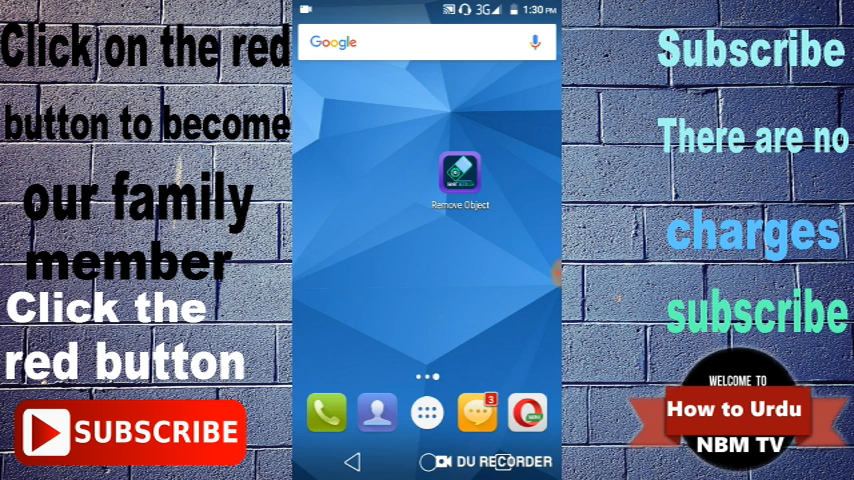 Click on the red
button to become
our family
member
Click the
red button
SUBSCRIBE
3G 1:30 PM
Google
Remove Object
3
DU RECORDER
Subscribe
There are no
charges
subscribe
WELCOME TO
How to Urdu
NBM TV